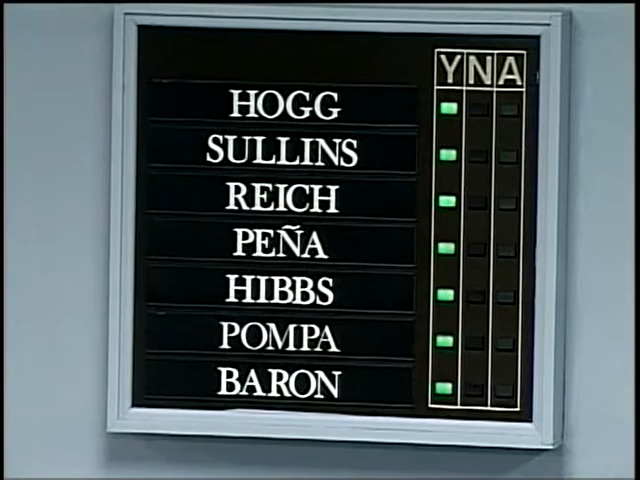 Y N A
HOGG
SULLINS
REICH
PEÑA
HIBBS
POMPA
BARON